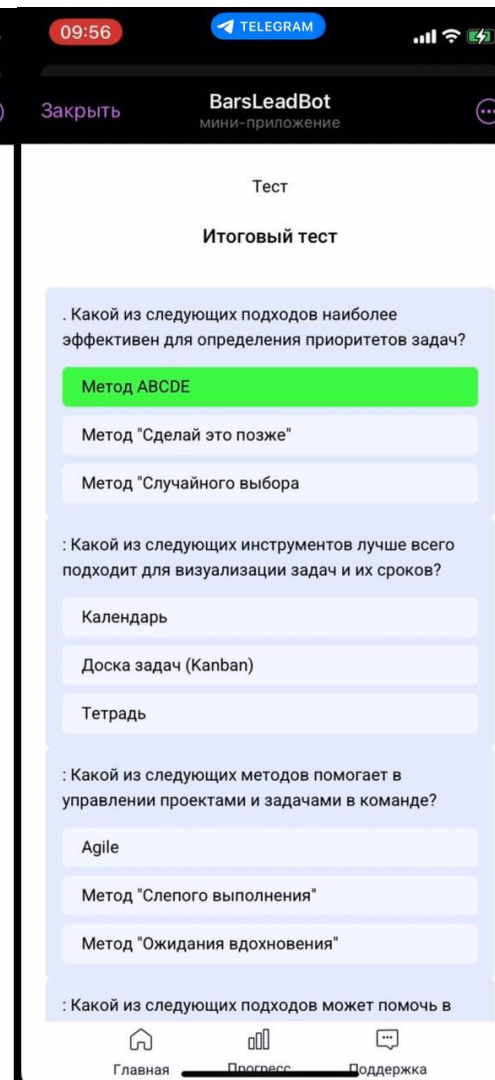 09:56
TELEGRAM
Закрыть
BarsLeadBot
мини-приложение
Тест
Итоговый тест
. Какой из следующих подходов наиболее
эффективен для определения приоритетов задач?
Метод ABCDE
Метод "Сделай это позже"
Метод "Случайного выбора
: Какой из следующих инструментов лучше всего
подходит для визуализации задач и их сроков?
Календарь
Доска задач (Kanban)
Тетрадь
: Какой из следующих методов помогает в
управлении проектами и задачами в команде?
Agile
Метод "Слепого выполнения"
Метод "Ожидания вдохновения"
: Какой из следующих подходов может помочь в
Главная
Прогресс
Поддержка